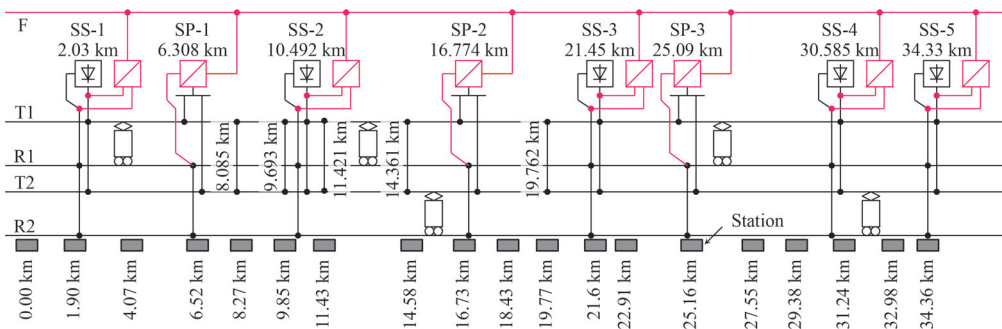 F
SS-1
2.03 km
SP-1
6.308 km
SS-2
10.492 km
SP-2
16.774 km
SS-3
21.45 km
SP-3
25.09 km
SS-4
30.585 km
SS-5
34.33 km
T1
8.085 km
9.693 km
11.421 km
14.361 km
19.762 km
R1
T2
R2
Station
0.00 km
1.90 km
4.07 km
6.52 km
8.27 km
9.85 km
11.43 km
14.58 km
16.73 km
18.43 km
19.77 km
21.6 km
22.91 km
25.16 km
27.55 km
29.38 km
31.24 km
32.98 km
34.36 km